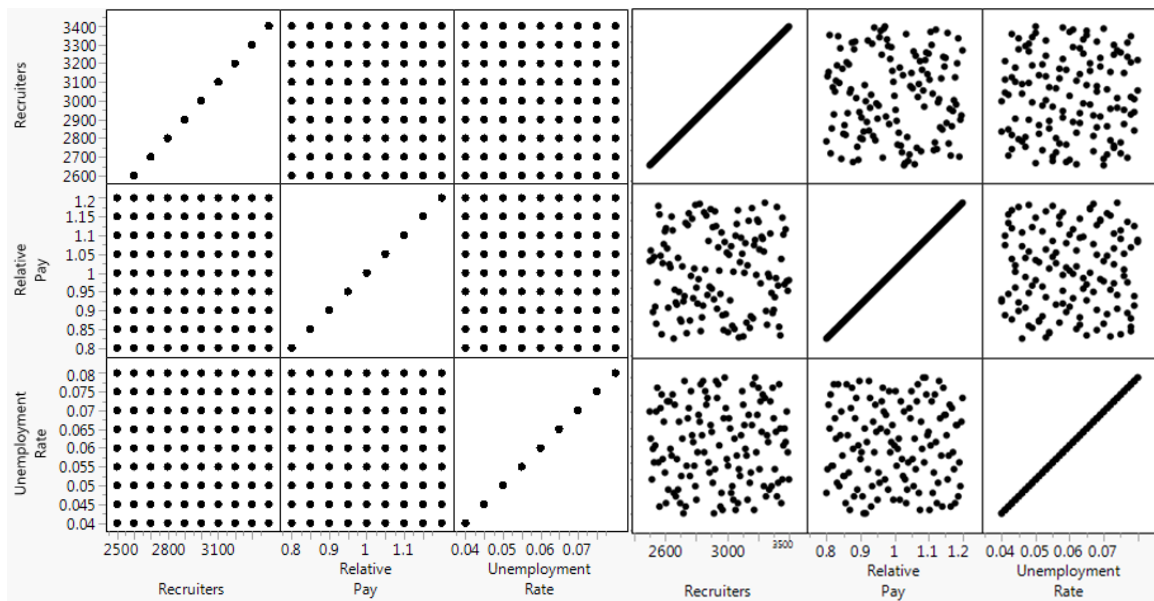 Recruiters
3400
3300
3200
3100
3000
2900
2800
2700
2600
Relative
Pay
1.2
1.15
1.1
1.05
1
0.95
0.9
0.85
0.8
Unemployment
Rate
0.08
0.075
0.07
0.065
0.06
0.055
0.05
0.045
0.04
2500 2800 3100
0.8 0.9 1 1.1
0.04 0.05 0.06 0.07
2600 3000 3500
0.8 0.9 1 1.1 1.2
0.04 0.05 0.06 0.07
Recruiters
Relative
Pay
Unemployment
Rate
Recruiters
Relative
Pay
Unemployment
Rate